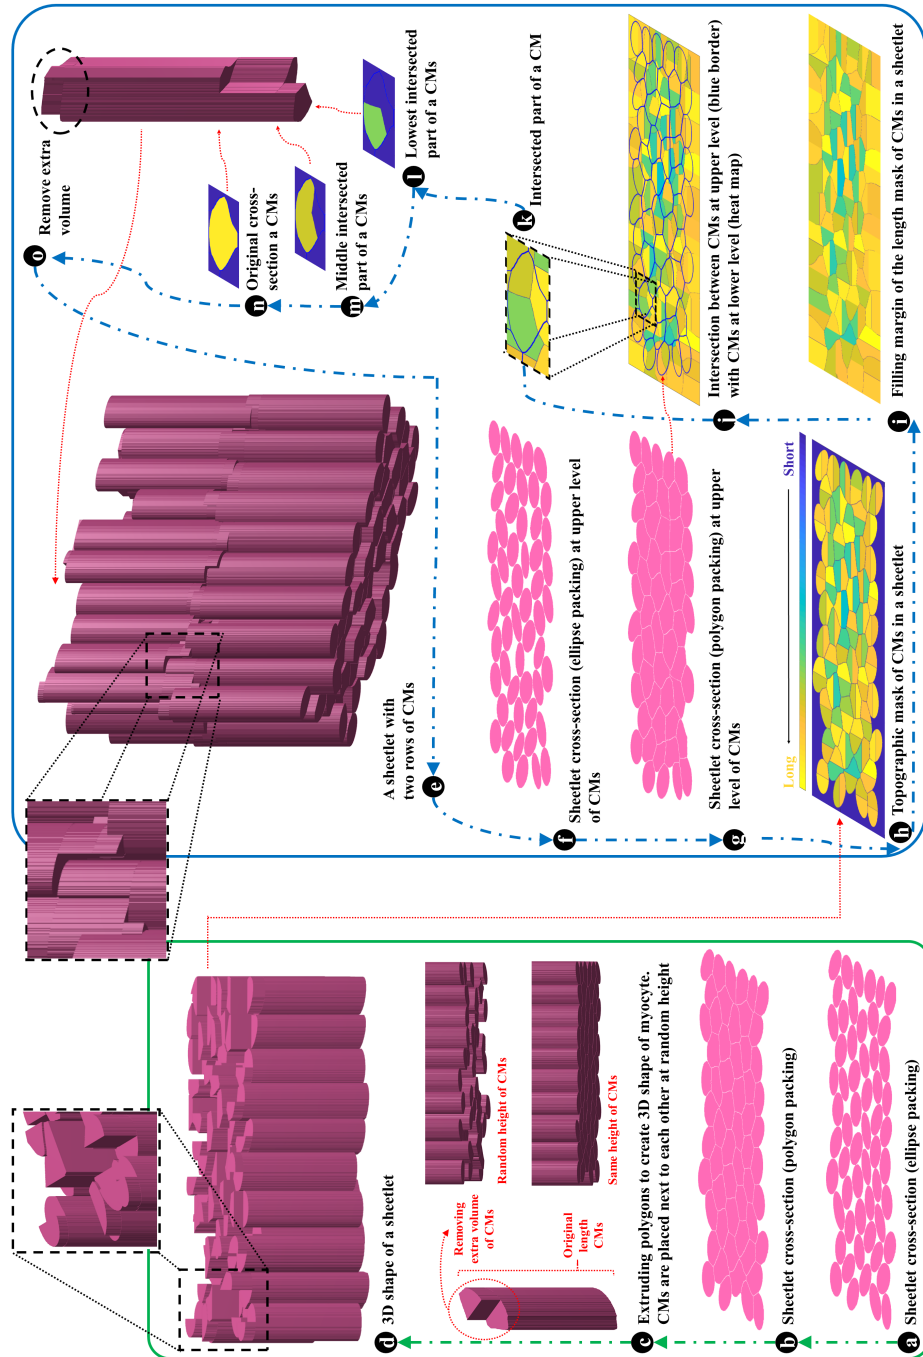 a Sheetlet cross-section (ellipse packing)
b Sheetlet cross-section (polygon packing)
c Extruding polygons to create 3D shape of myocyte.
CMs are placed next to each other at random height
Removing
extra volume
of CMs
Original
length
CMs
Random height of CMs
Same height of CMs
d 3D shape of a sheetlet
e A sheetlet with
two rows of CMs
f Sheetlet cross-section (ellipse packing) at upper level
of CMs
g Sheetlet cross-section (polygon packing) at upper
level of CMs
Long
Short
h Topographic mask of CMs in a sheetlet
i Filling margin of the length mask of CMs in a sheetlet
j Intersection between CMs at upper level (blue border)
with CMs at lower level (heat map)
k Intersected part of a CM
l Lowest intersected
part of a CMs
m Middle intersected
part of a CMs
n Original cross-
section a CMs
o Remove extra
volume